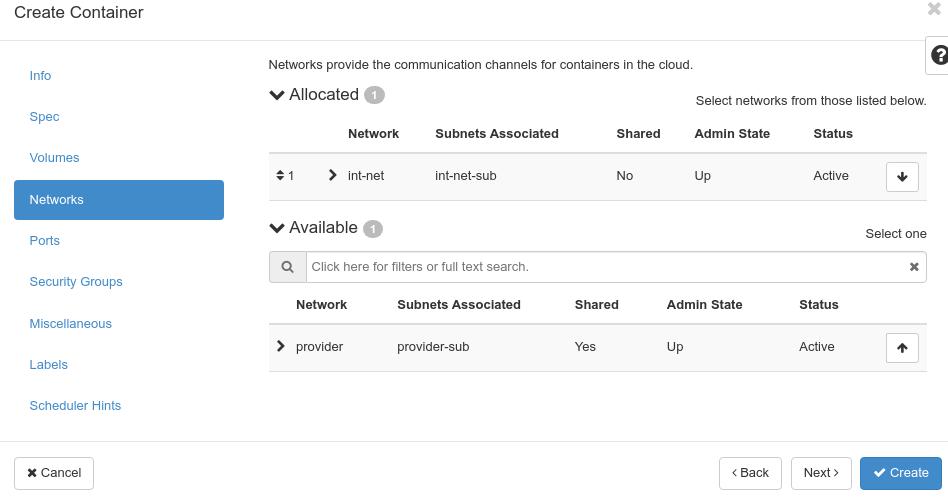 Create Container
Info
Spec
Volumes
Networks
Ports
Security Groups
Miscellaneous
Labels
Scheduler Hints
Networks provide the communication channels for containers in the cloud.
Allocated 1
Select networks from those listed below.
Network Subnets Associated Shared Admin State Status
1 int-net int-net-sub No Up Active
Available 1
Select one
Click here for filters or full text search.
Network Subnets Associated Shared Admin State Status
provider provider-sub Yes Up Active
Cancel
Back
Next
Create